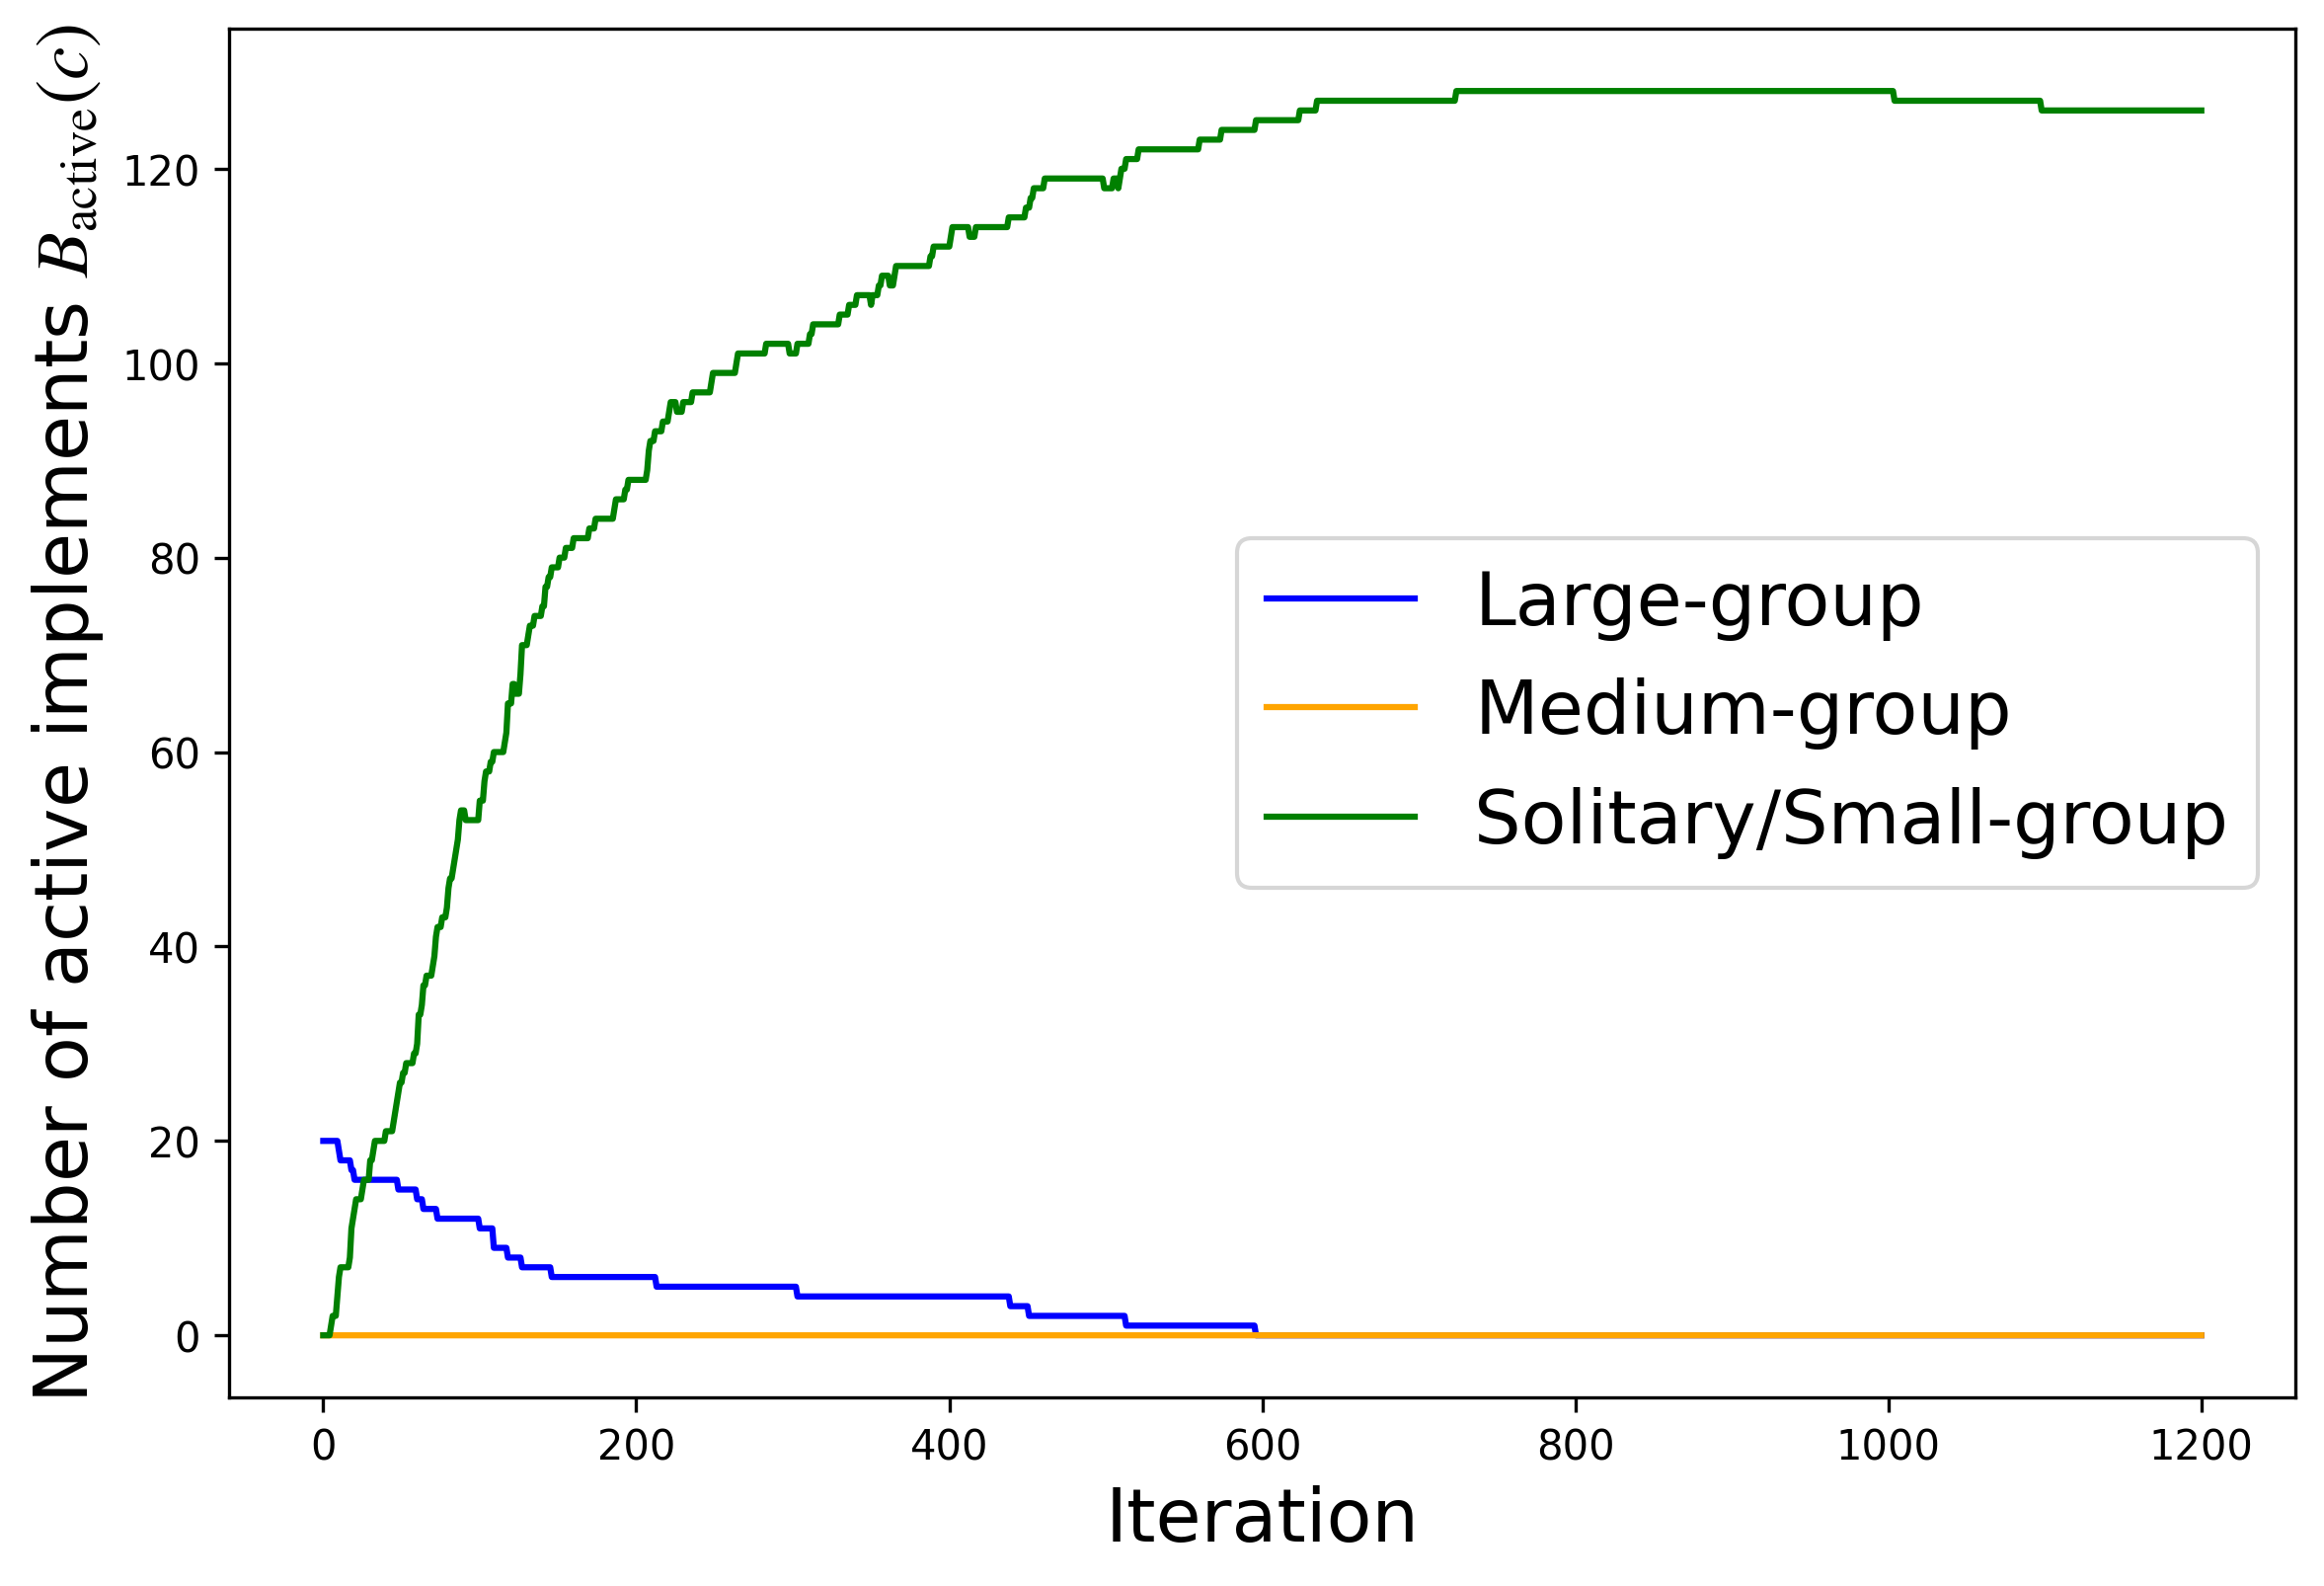 Number of active implements B_active(c)
120
100
80
60
40
20
0
Large-group
Medium-group
Solitary/Small-group
0 200 400 600 800 1000 1200
Iteration